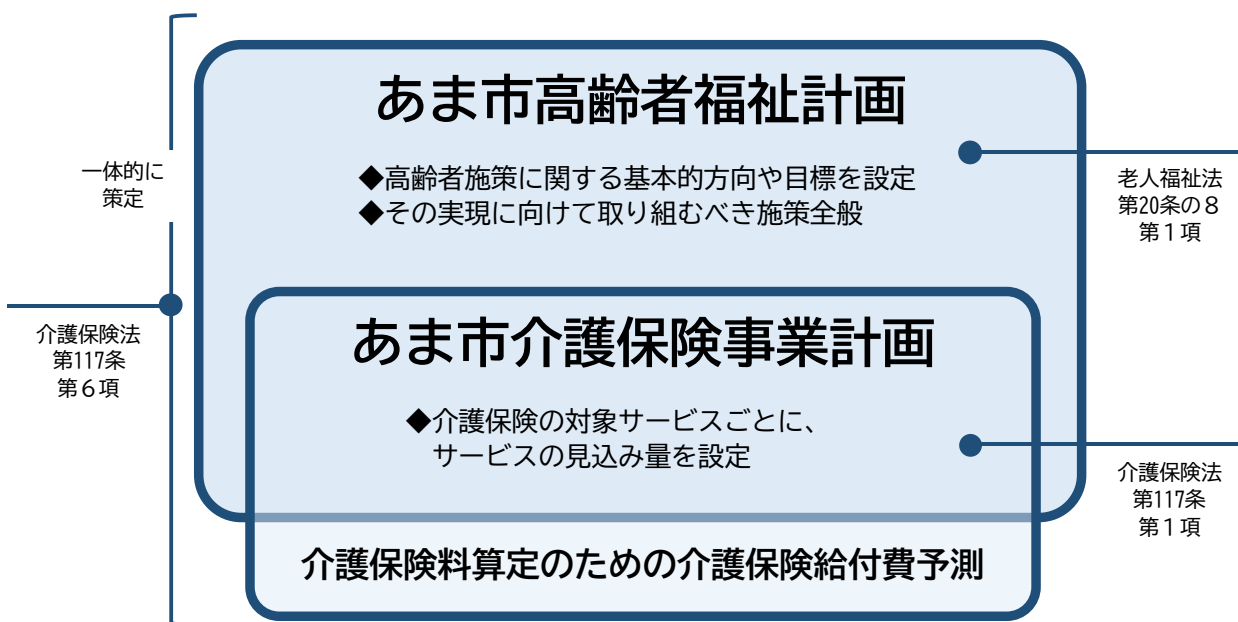 あま市高齢者福祉計画
◆高齢者施策に関する基本的方向や目標を設定
◆その実現に向けて取り組むべき施策全般
一体的に
策定
老人福祉法
第20条の8
第1項
介護保険法
第117条
第6項
あま市介護保険事業計画
◆介護保険の対象サービスごとに、
サービスの見込み量を設定
介護保険法
第117条
第1項
介護保険料算定のための介護保険給付費予測